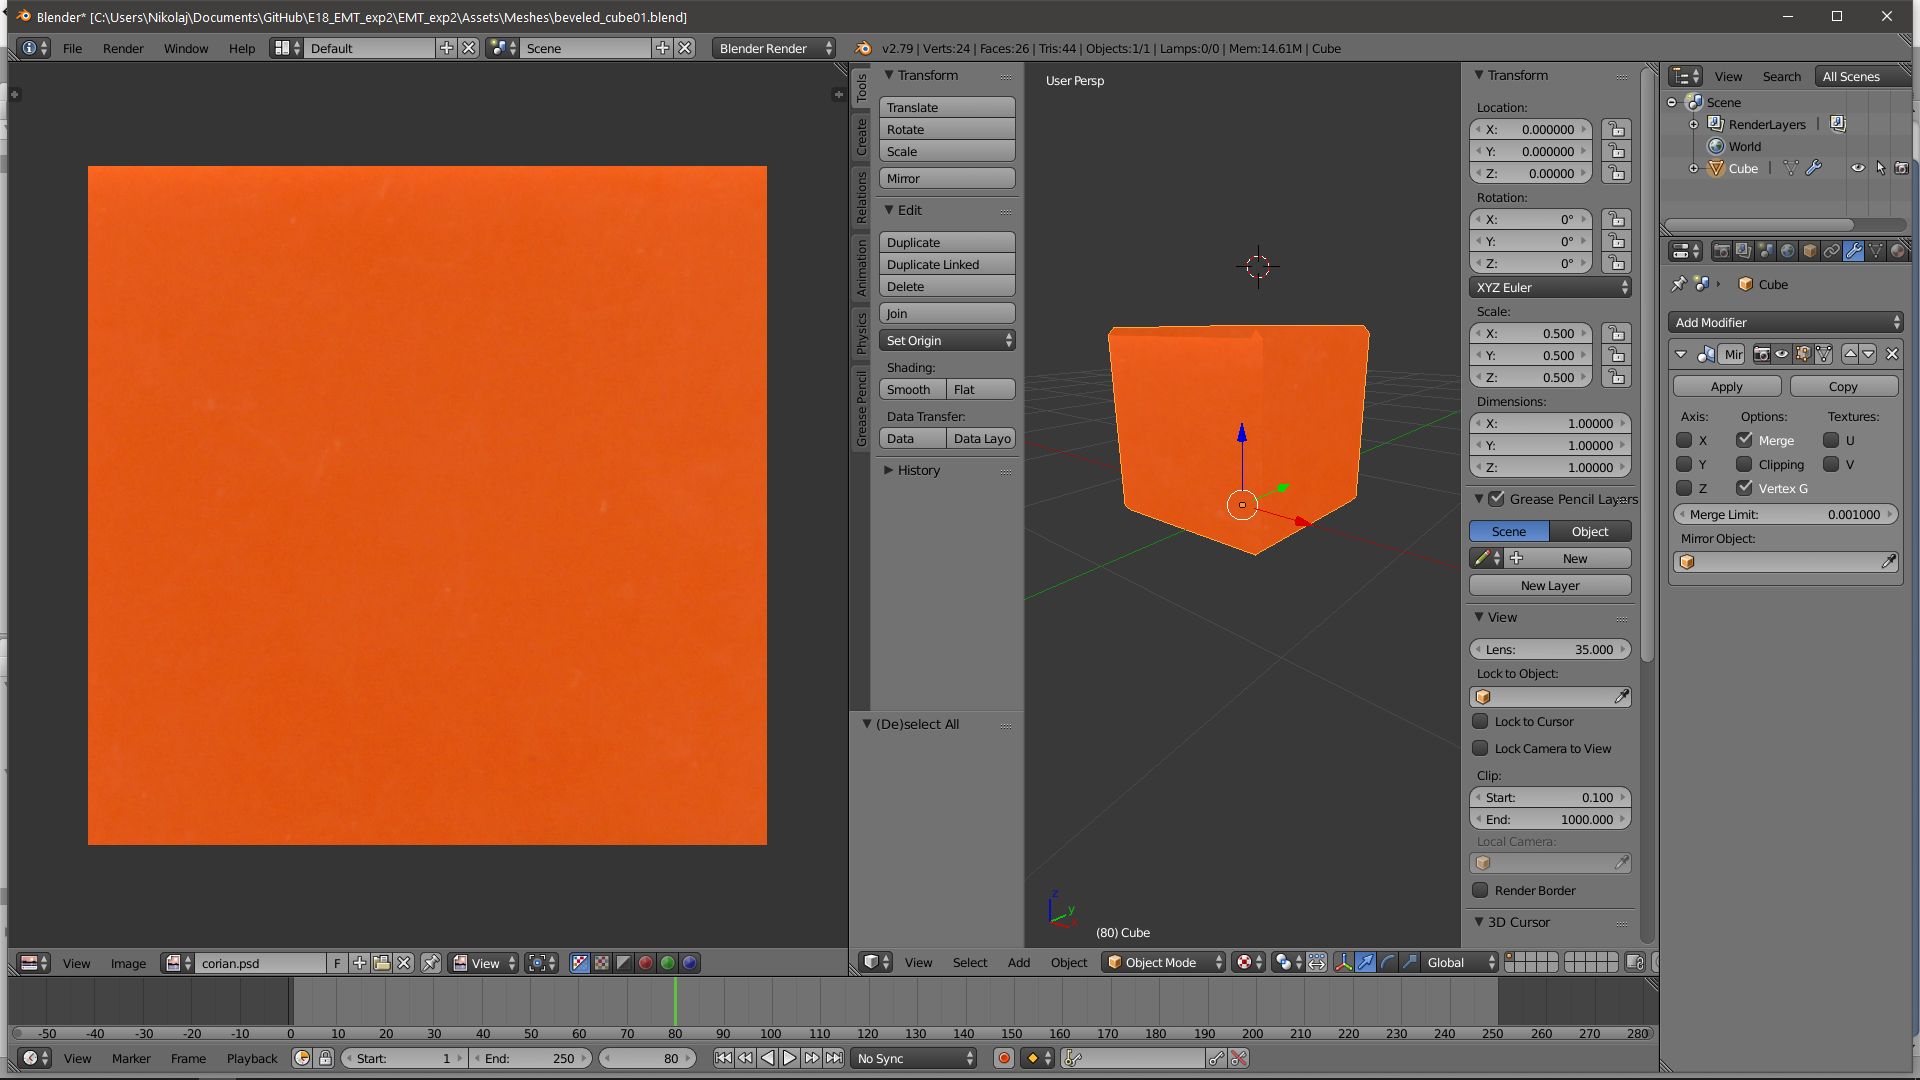 Blender* [C:\Users\Nikolaj\Documents\GitHub\E18_EMT_exp2\EMT_exp2\Assets\Meshes\beveled_cube01.blend]
File Render Window Help Default Scene Blender Render v2.79 | Verts:24 | Faces:26 | Tris:44 | Objects:1/1 | Lamps:0/0 | Mem:14.61M | Cube
Tools
Create
Relations
Animation
Physics
Grease Pencil
Transform
Translate
Rotate
Scale
Mirror
Edit
Duplicate
Duplicate Linked
Delete
Join
Set Origin
Shading:
Smooth Flat
Data Transfer:
Data Data Layo
History
(De)select All
User Persp
z
y
x
(80) Cube
Transform
Location:
X: 0.000000
Y: 0.000000
Z: 0.00000
Rotation:
X: 0°
Y: 0°
Z: 0°
XYZ Euler
Scale:
X: 0.500
Y: 0.500
Z: 0.500
Dimensions:
X: 1.00000
Y: 1.00000
Z: 1.00000
Grease Pencil Layers
Scene Object
New
New Layer
View
Lens: 35.000
Lock to Object:
Lock to Cursor
Lock Camera to View
Clip:
Start: 0.100
End: 1000.000
Local Camera:
Render Border
3D Cursor
View Search All Scenes
Scene
RenderLayers |
World
Cube |
Cube
Add Modifier
Mir
Apply Copy
Axis: Options: Textures:
X Merge U
Y Clipping V
Z Vertex G
Merge Limit: 0.001000
Mirror Object:
View Image corian.psd F View
View Select Add Object Object Mode Global
-50 -40 -30 -20 -10 0 10 20 30 40 50 60 70 80 90 100 110 120 130 140 150 160 170 180 190 200 210 220 230 240 250 260 270 280
View Marker Frame Playback Start: 1 End: 250 80 No Sync